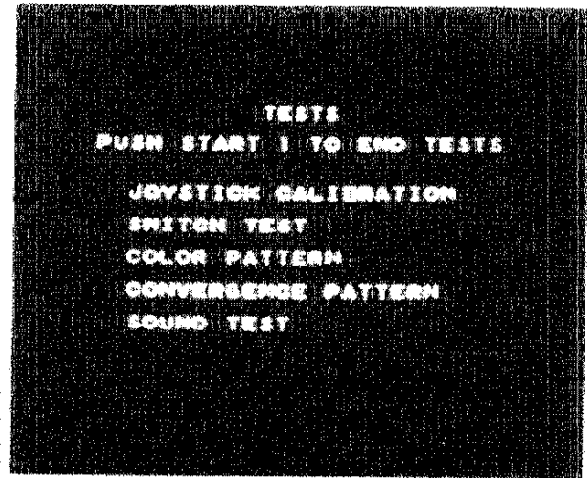 TESTS
PUSH START 1 TO END TESTS
JOYSTICK CALIBRATION
SWITCH TEST
COLOR PATTERN
CONVERGENCE PATTERN
SOUND TEST